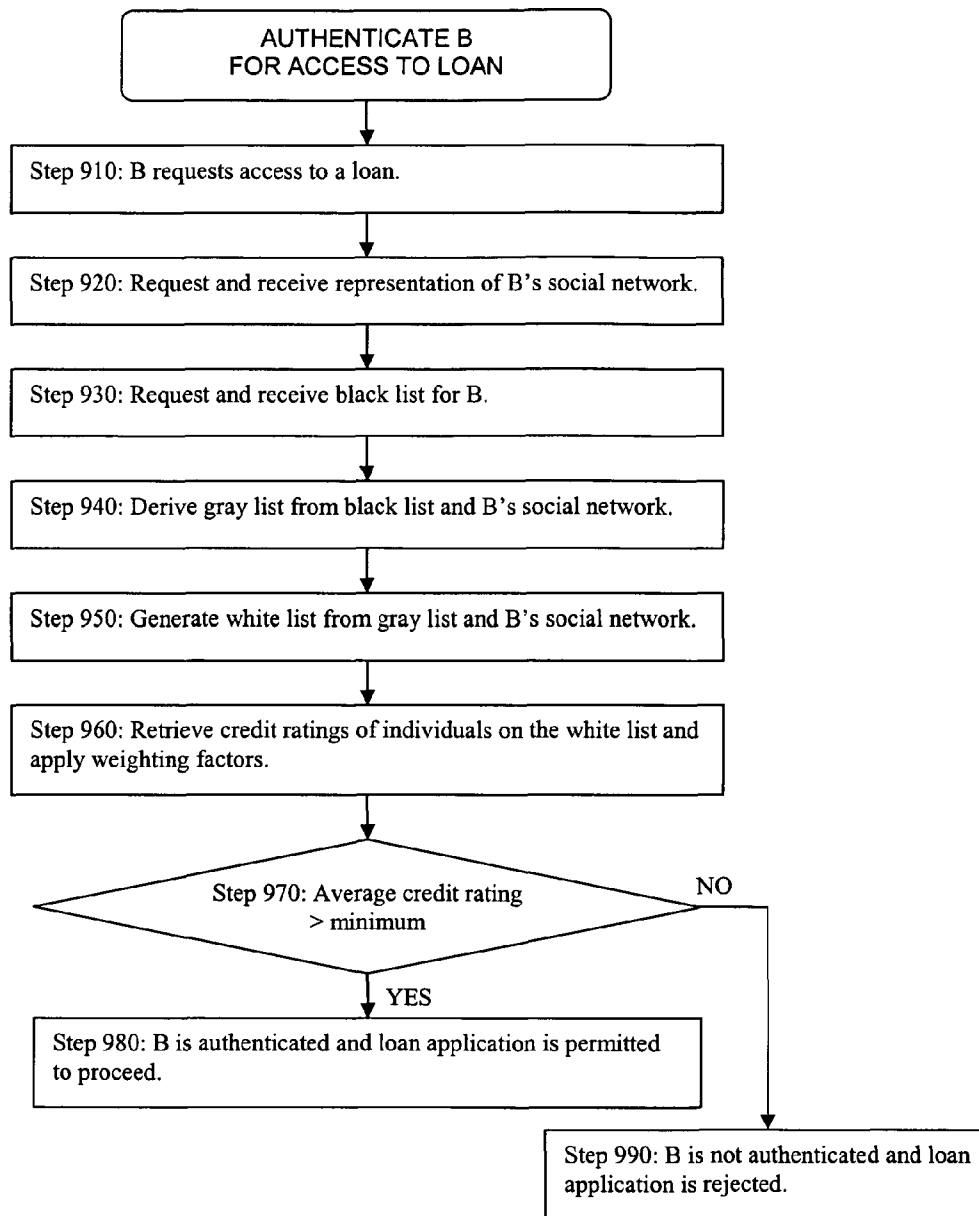 AUTHENTICATE B
FOR ACCESS TO LOAN
Step 910: B requests access to a loan.
Step 920: Request and receive representation of B's social network.
Step 930: Request and receive black list for B.
Step 940: Derive gray list from black list and B's social network.
Step 950: Generate white list from gray list and B's social network.
Step 960: Retrieve credit ratings of individuals on the white list and
apply weighting factors.
Step 970: Average credit rating
> minimum
NO
YES
Step 980: B is authenticated and loan application is permitted
to proceed.
Step 990: B is not authenticated and loan
application is rejected.